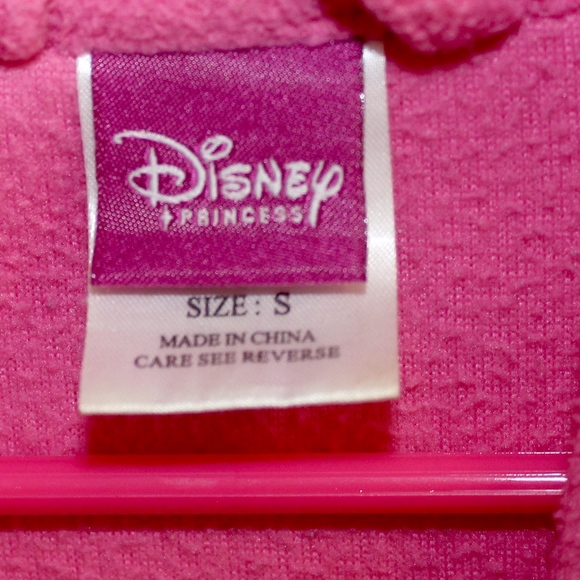 Disney
PRINCESS
SIZE : S
MADE IN CHINA
CARE SEE REVERSE